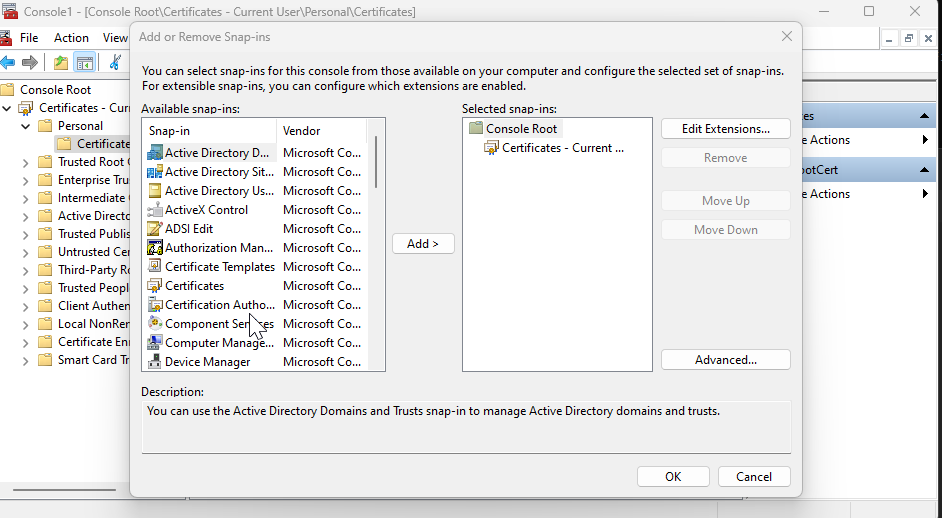 Console1 - [Console Root\Certificates - Current User\Personal\Certificates]
File Action View
Add or Remove Snap-ins
You can select snap-ins for this console from those available on your computer and configure the selected set of snap-ins.
For extensible snap-ins, you can configure which extensions are enabled.
Available snap-ins:
Snap-in Vendor
Active Directory D... Microsoft Co...
Active Directory Sit... Microsoft Co...
Active Directory Us... Microsoft Co...
ActiveX Control Microsoft Co...
ADSI Edit Microsoft Co...
Authorization Man... Microsoft Co...
Certificate Templates Microsoft Co...
Certificates Microsoft Co...
Certification Autho... Microsoft Co...
Component Services Microsoft Co...
Computer Manage... Microsoft Co...
Device Manager Microsoft Co...
Add >
Selected snap-ins:
Console Root
Certificates - Current ...
Edit Extensions...
Remove
Move Up
Move Down
Advanced...
Description:
You can use the Active Directory Domains and Trusts snap-in to manage Active Directory domains and trusts.
OK Cancel
Console Root
Certificates - Curr
Personal
Certificate
Trusted Root C
Enterprise Tru
Intermediate
Active Directo
Trusted Publis
Untrusted Cer
Third-Party Ro
Trusted Peopl
Client Authen
Local NonRem
Certificate En
Smart Card Tr
es
e Actions
ootCert
e Actions